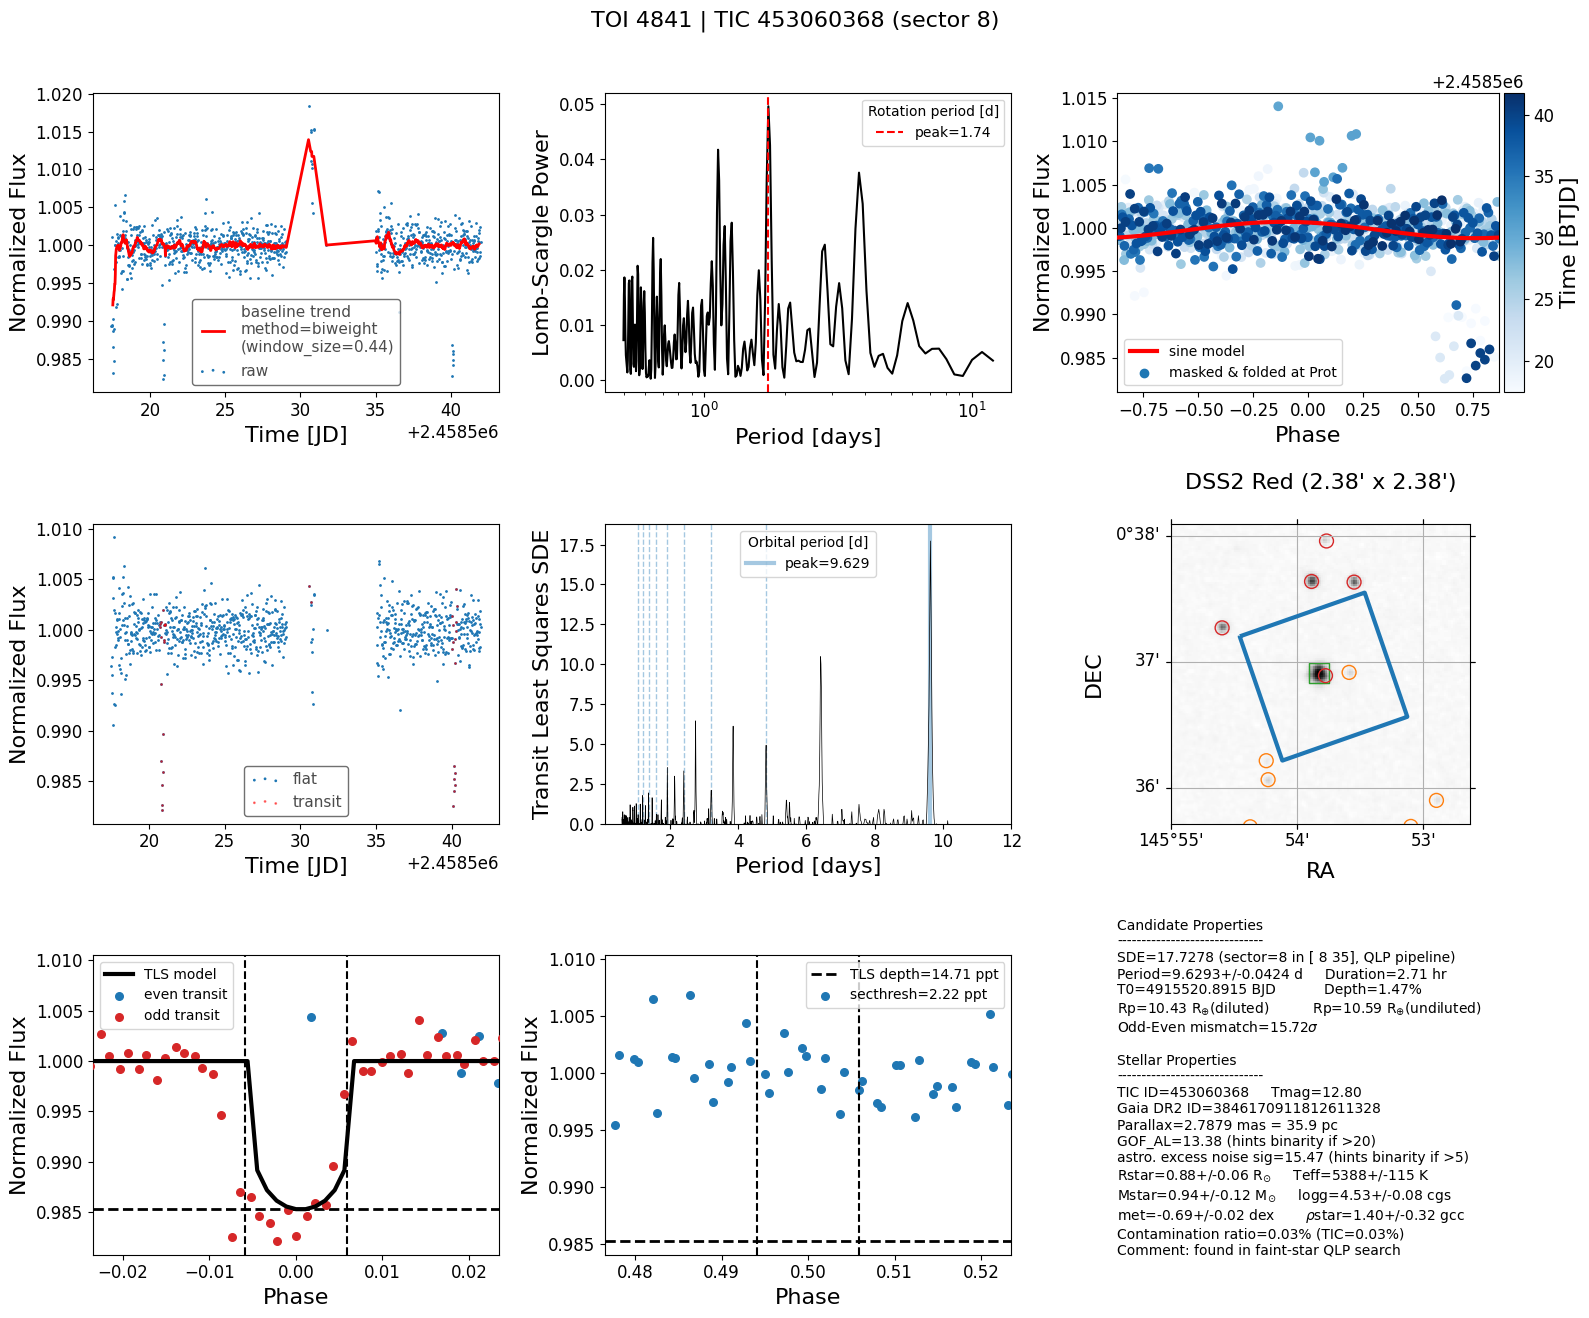 TOI 4841 | TIC 453060368 (sector 8)
Normalized Flux
1.020
1.015
1.010
1.005
1.000
0.995
0.990
0.985
baseline trend
method=biweight
(window_size=0.44)
raw
20 25 30 35 40
Time [JD]
+2.4585e6
Lomb-Scargle Power
0.05
0.04
0.03
0.02
0.01
0.00
Rotation period [d]
peak=1.74
10^0 10^1
Period [days]
+2.4585e6
Normalized Flux
1.015
1.010
1.005
1.000
0.995
0.990
0.985
sine model
masked & folded at Prot
−0.75 −0.50 −0.25 0.00 0.25 0.50 0.75
Phase
40
35
30
25
20
Time [BTJD]
Normalized Flux
1.010
1.005
1.000
0.995
0.990
0.985
flat
transit
20 25 30 35 40
Time [JD]
+2.4585e6
Transit Least Squares SDE
17.5
15.0
12.5
10.0
7.5
5.0
2.5
0.0
Orbital period [d]
peak=9.629
2 4 6 8 10 12
Period [days]
DSS2 Red (2.38' x 2.38')
DEC
0°38'
37'
36'
145°55' 54' 53'
RA
Normalized Flux
1.010
1.005
1.000
0.995
0.990
0.985
TLS model
even transit
odd transit
−0.02 −0.01 0.00 0.01 0.02
Phase
Normalized Flux
1.010
1.005
1.000
0.995
0.990
0.985
TLS depth=14.71 ppt
secthresh=2.22 ppt
0.48 0.49 0.50 0.51 0.52
Phase
Candidate Properties
------------------------------
SDE=17.7278 (sector=8 in [ 8 35], QLP pipeline)
Period=9.6293+/-0.0424 d Duration=2.71 hr
T0=4915520.8915 BJD Depth=1.47%
Rp=10.43 R⊕(diluted) Rp=10.59 R⊕(undiluted)
Odd-Even mismatch=15.72σ
Stellar Properties
------------------------------
TIC ID=453060368 Tmag=12.80
Gaia DR2 ID=3846170911812611328
Parallax=2.7879 mas = 35.9 pc
GOF_AL=13.38 (hints binarity if >20)
astro. excess noise sig=15.47 (hints binarity if >5)
Rstar=0.88+/-0.06 R☉ Teff=5388+/-115 K
Mstar=0.94+/-0.12 M☉ logg=4.53+/-0.08 cgs
met=-0.69+/-0.02 dex ρstar=1.40+/-0.32 gcc
Contamination ratio=0.03% (TIC=0.03%)
Comment: found in faint-star QLP search